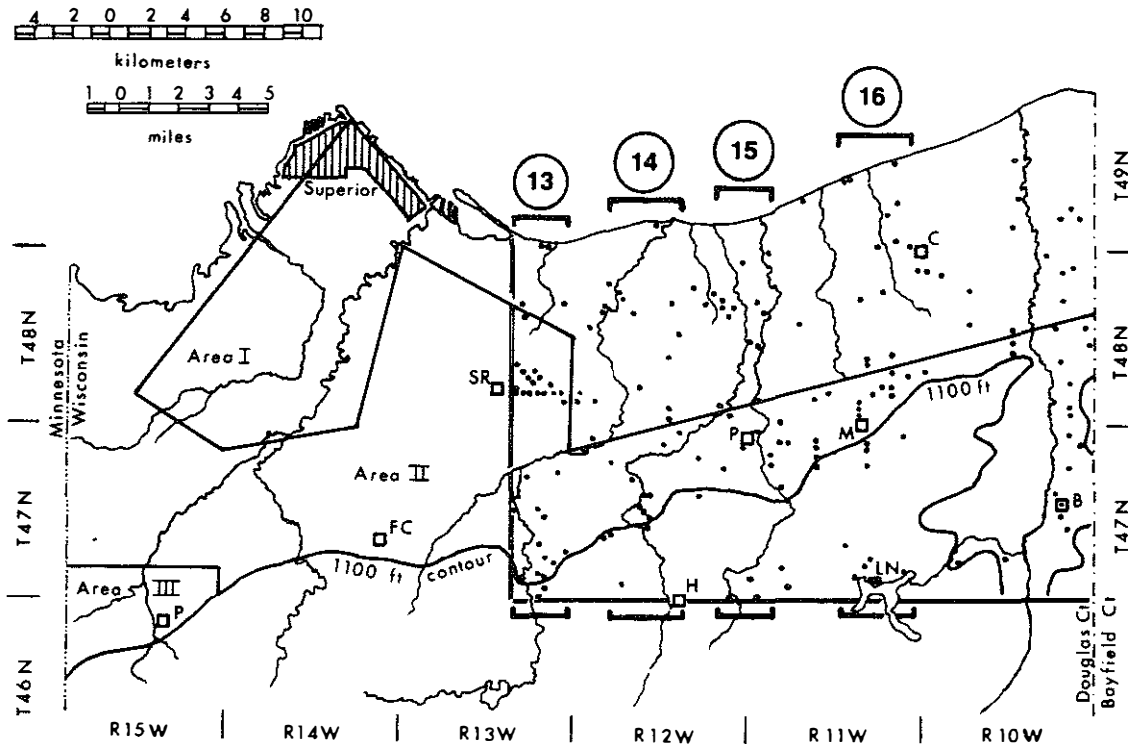 4 2 0 2 4 6 8 10
kilometers
1 0 1 2 3 4 5
miles
16
15
14
13
Superior
T49N
C
Minnesota
Wisconsin
T48N
Area I
SR
1100 ft
T48N
M
P
Area II
B
T47N
FC
T47N
1100 ft contour
LN
Area III
P
H
T46N
Douglas Ct
Bayfield Ct
R15W R14W R13W R12W R11W R10W